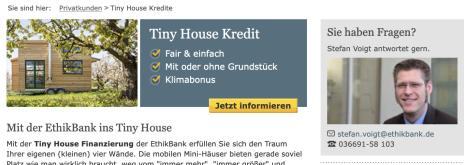 Sie sind hier: Privatkunden > Tiny House Kredit
Tiny House Kredit
Fair & einfach
Mit oder ohne Grundstück
Klimabonus
Jetzt informieren
Mit der EthikBank ins Tiny House
Mit der Tiny House Finanzierung der EthikBank erfüllen Sie sich den Traum
Ihrer eigenen (kleinen) vier Wände. Die mobilen Mini-Häuser bieten gerade soviel
Platz wie man wirklich braucht, weg vom "immer mehr", "immer größer" und
Sie haben Fragen?
Stefan Voigt antwortet gern.
stefan.voigt@ethikbank.de
036691-58 103